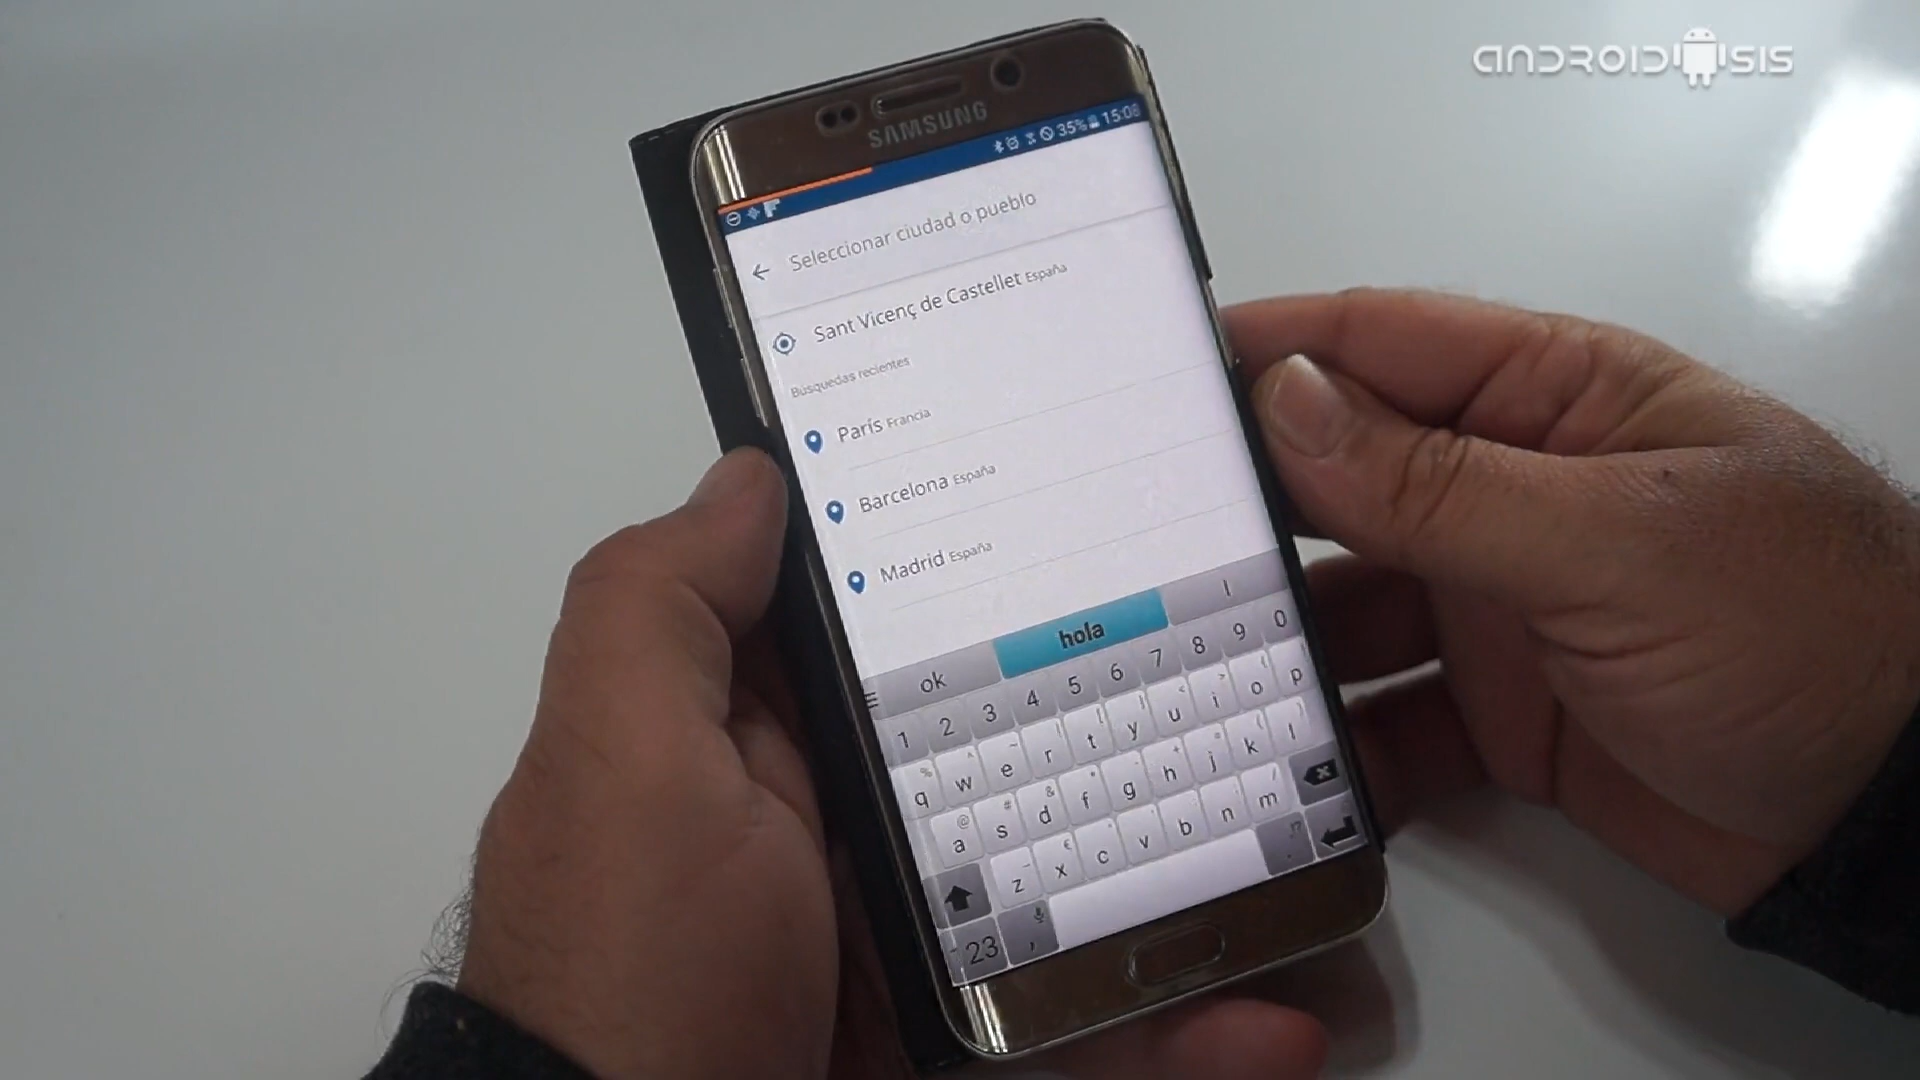 ANDROIDSIS
SAMSUNG
35% 15:08
Seleccionar ciudad o pueblo
Sant Vicenç de Castellet España
Búsquedas recientes
París Francia
Barcelona España
Madrid España
ok hola l
1 2 3 4 5 6 7 8 9 0
q w e r t y u i o p
a s d f g h j k l
z x c v b n m
23 , .